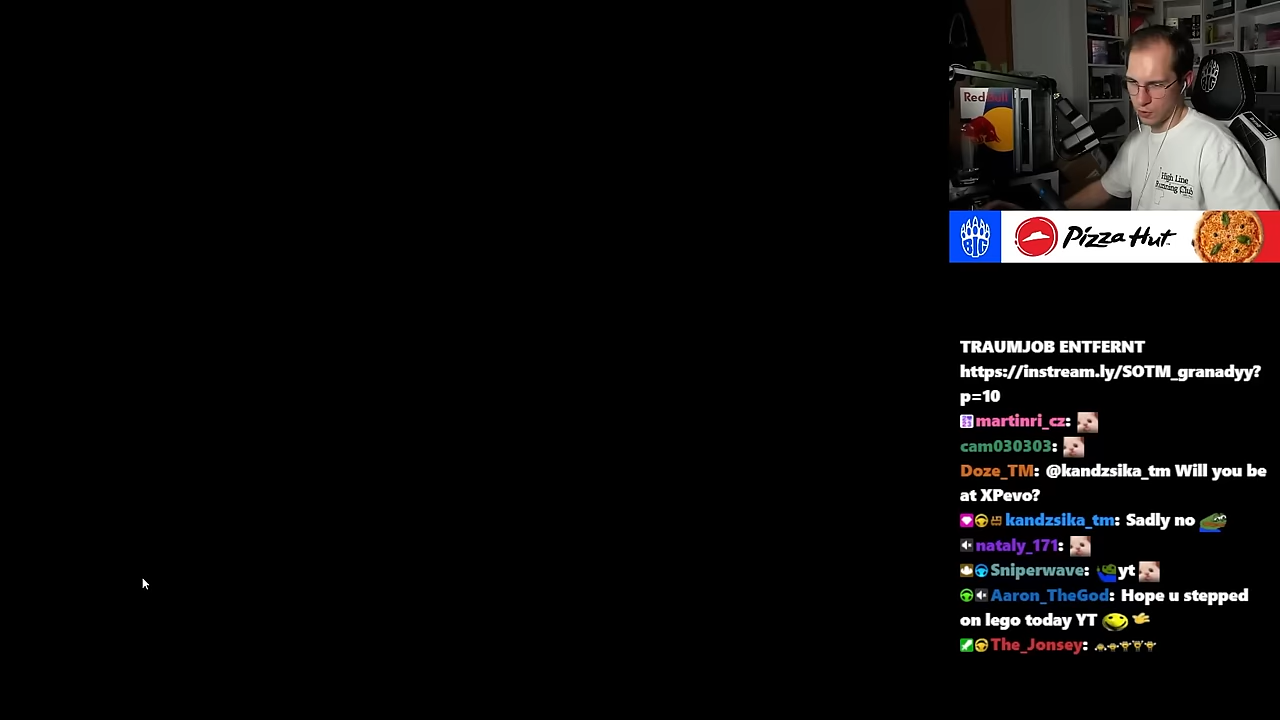 Red Bull
High Line
Running Club
BIG
Pizza Hut
TRAUMJOB ENTFERNT
https://instream.ly/SOTM_granadyy?
p=10
martinri_cz:
cam030303:
Doze_TM: @kandzsika_tm Will you be
at XPevo?
kandzsika_tm: Sadly no
nataly_171:
Sniperwave: yt
Aaron_TheGod: Hope u stepped
on lego today YT
The_Jonsey: